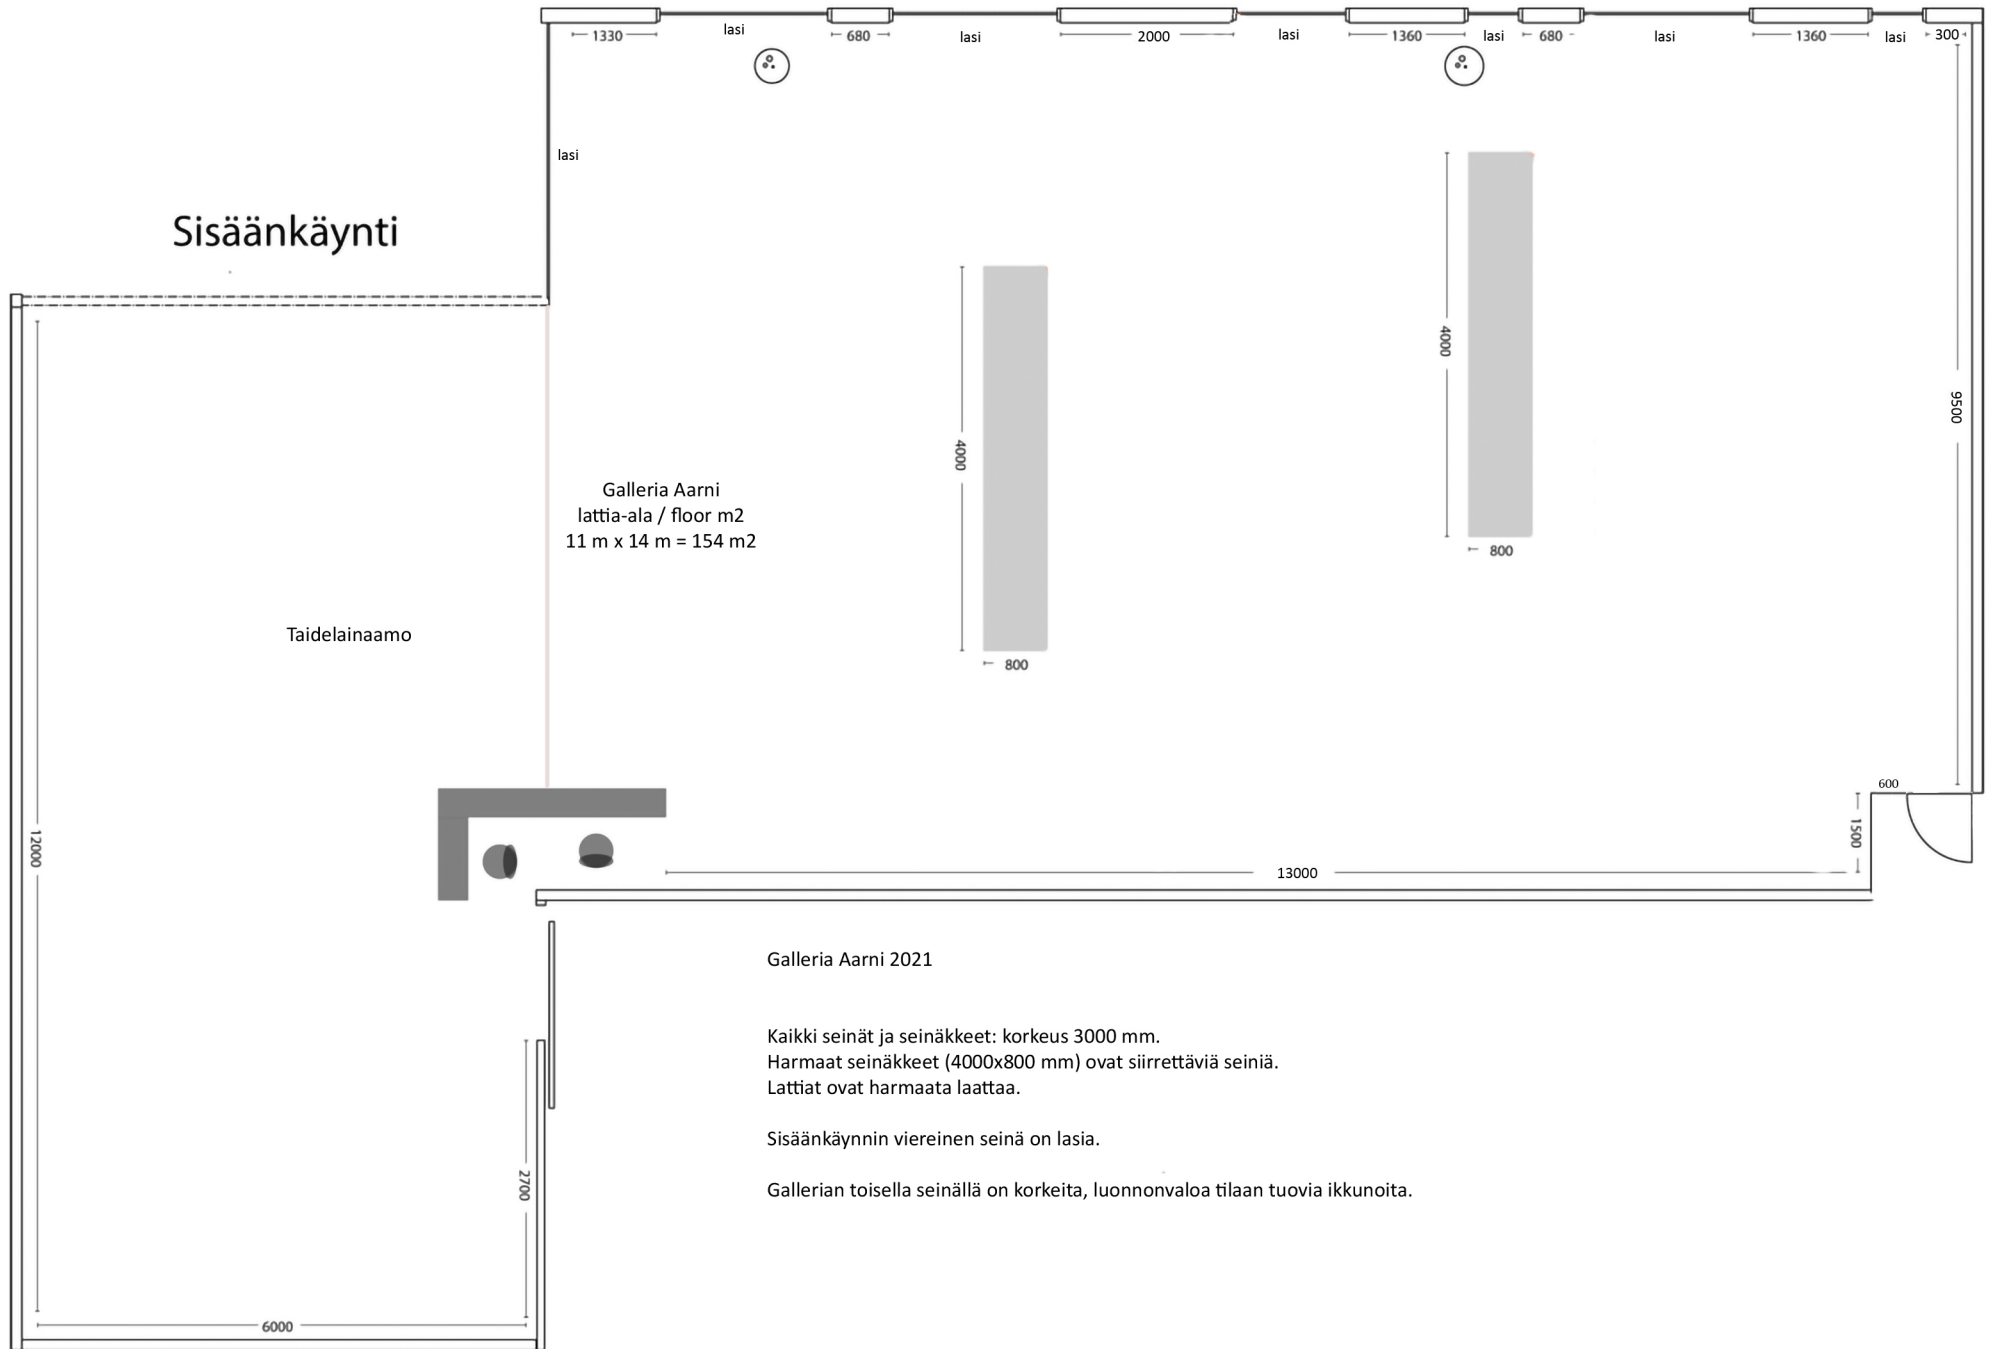 1330
lasi
680
lasi
2000
lasi
1360
lasi
680
lasi
1360
lasi
300
lasi
Sisäänkäynti
4000
800
4000
800
9500
Galleria Aarni
lattia-ala / floor m2
11 m x 14 m = 154 m2
Taidelainaamo
600
1500
13000
12000
2700
6000
Galleria Aarni 2021
Kaikki seinät ja seinäkkeet: korkeus 3000 mm.
Harmaat seinäkkeet (4000x800 mm) ovat siirrettäviä seiniä.
Lattiat ovat harmaata laattaa.
Sisäänkäynnin viereinen seinä on lasia.
Gallerian toisella seinällä on korkeita, luonnonvaloa tilaan tuovia ikkunoita.